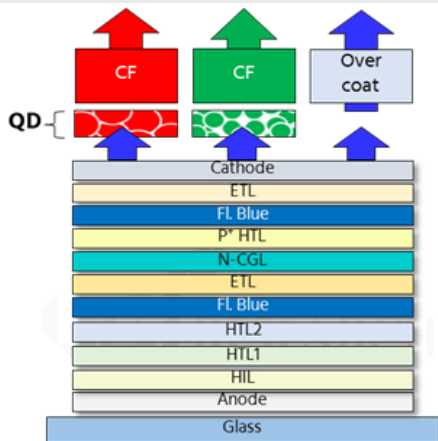 CF
CF
Over
coat
QD
Cathode
ETL
Fl. Blue
P⁺ HTL
N-CGL
ETL
Fl. Blue
HTL2
HTL1
HIL
Anode
Glass